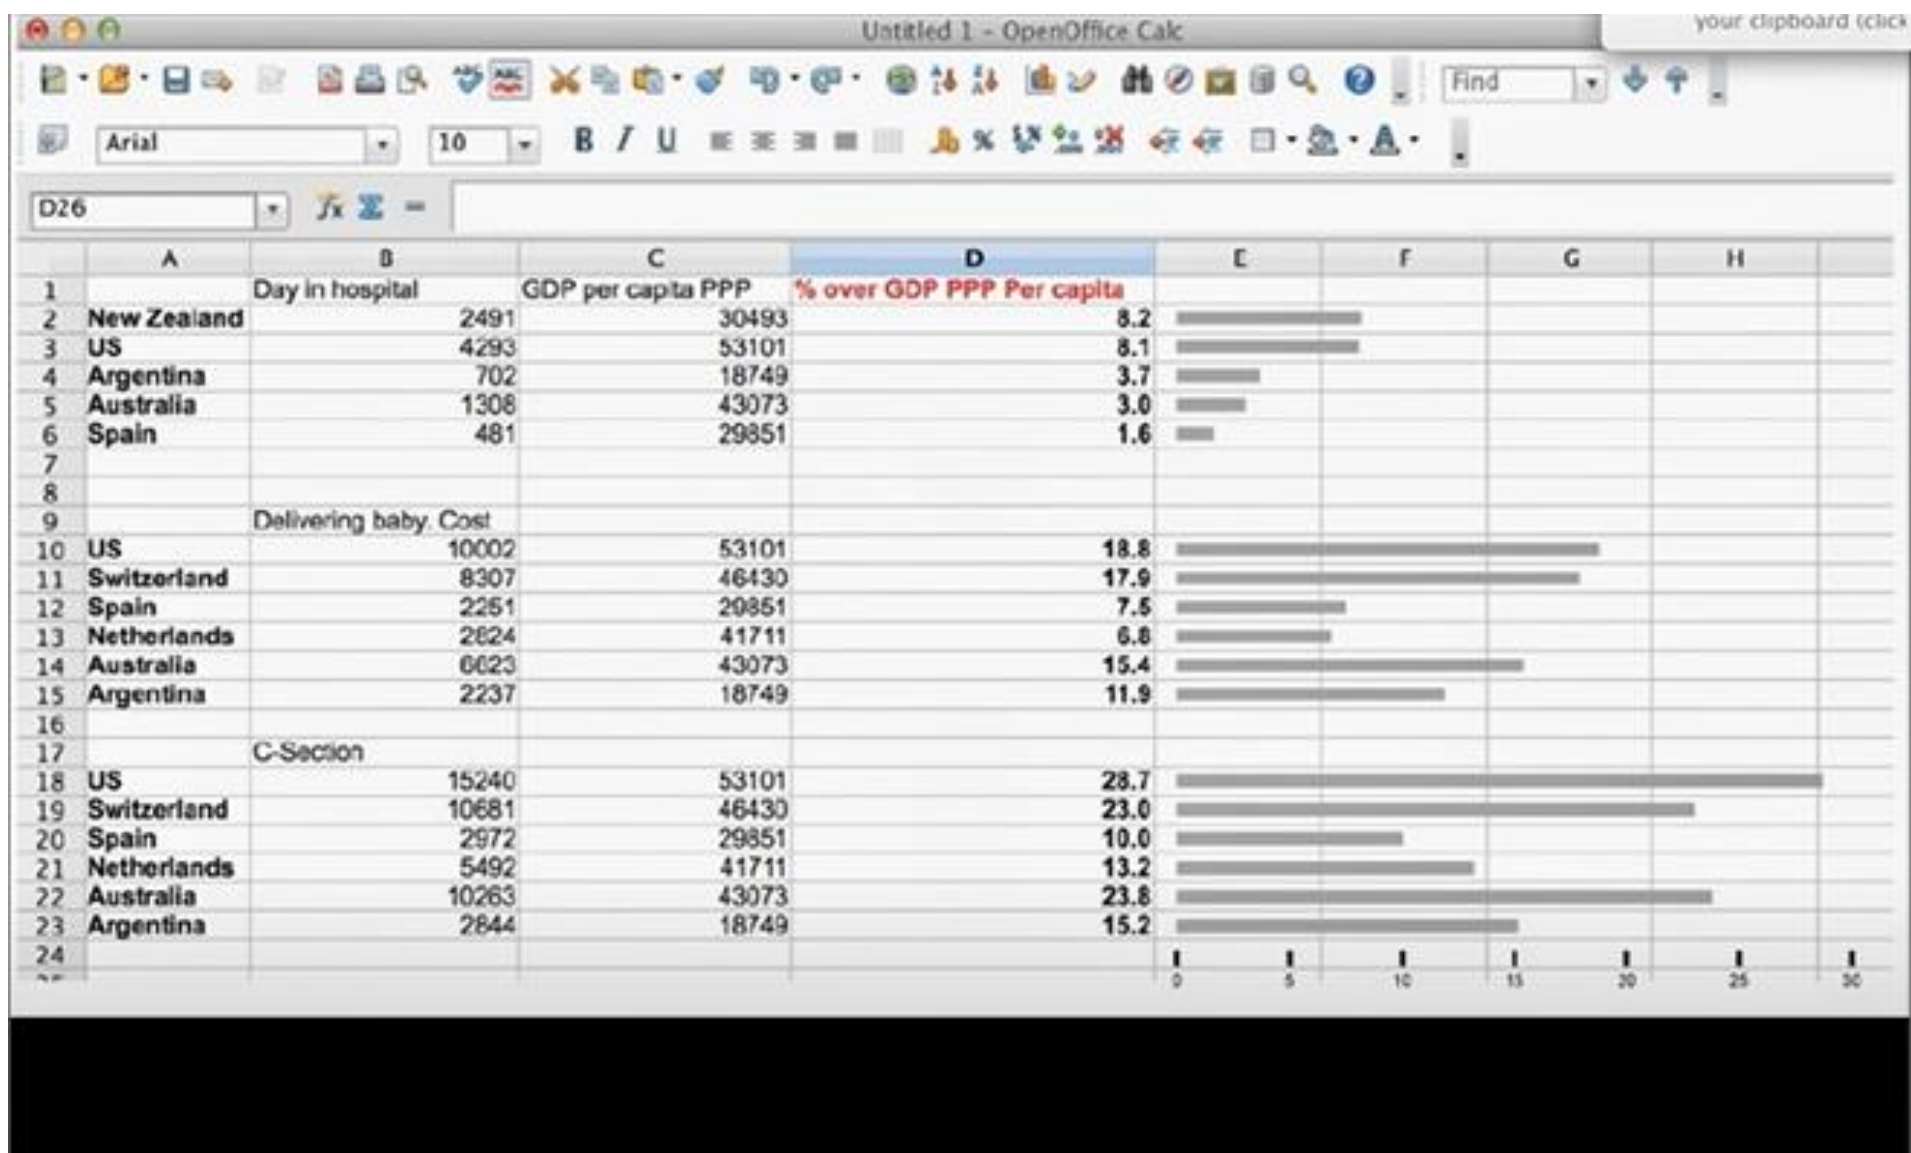 Untitled 1 - OpenOffice Calc
your clipboard (click
Find
Arial 10 B I U
D26
A B C D E F G H
1 Day in hospital GDP per capita PPP % over GDP PPP Per capita
2 New Zealand 2491 30493 8.2
3 US 4293 53101 8.1
4 Argentina 702 18749 3.7
5 Australia 1308 43073 3.0
6 Spain 481 29851 1.6
7
8
9 Delivering baby. Cost
10 US 10002 53101 18.8
11 Switzerland 8307 46430 17.9
12 Spain 2251 29851 7.5
13 Netherlands 2824 41711 6.8
14 Australia 6623 43073 15.4
15 Argentina 2237 18749 11.9
16
17 C-Section
18 US 15240 53101 28.7
19 Switzerland 10681 46430 23.0
20 Spain 2972 29851 10.0
21 Netherlands 5492 41711 13.2
22 Australia 10263 43073 23.8
23 Argentina 2844 18749 15.2
24
0 5 10 15 20 25 30